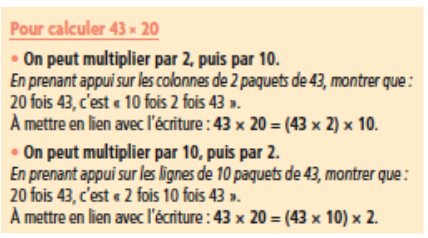 Pour calculer 43 × 20
• On peut multiplier par 2, puis par 10.
En prenant appui sur les colonnes de 2 paquets de 43, montrer que :
20 fois 43, c'est « 10 fois 2 fois 43 ».
À mettre en lien avec l'écriture : 43 × 20 = (43 × 2) × 10.
• On peut multiplier par 10, puis par 2.
En prenant appui sur les lignes de 10 paquets de 43, montrer que :
20 fois 43, c'est « 2 fois 10 fois 43 ».
À mettre en lien avec l'écriture : 43 × 20 = (43 × 10) × 2.